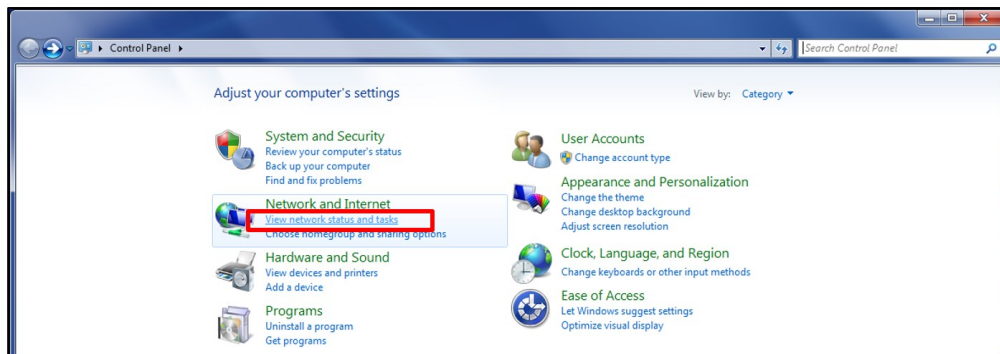 Control Panel
Search Control Panel
Adjust your computer's settings
View by: Category
System and Security
Review your computer's status
Back up your computer
Find and fix problems
Network and Internet
View network status and tasks
Choose homegroup and sharing options
Hardware and Sound
View devices and printers
Add a device
Programs
Uninstall a program
Get programs
User Accounts
Change account type
Appearance and Personalization
Change the theme
Change desktop background
Adjust screen resolution
Clock, Language, and Region
Change keyboards or other input methods
Ease of Access
Let Windows suggest settings
Optimize visual display